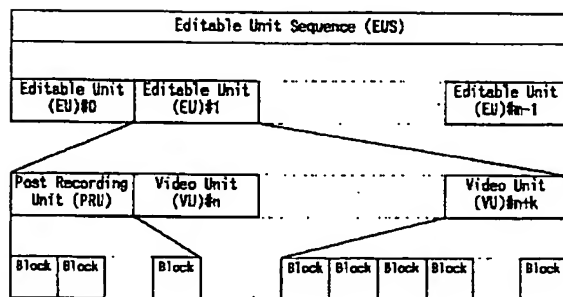 Editable Unit Sequence (EUS)
Editable Unit (EU)#0
Editable Unit (EU)#1
Editable Unit (EU)#m-1
Post Recording Unit (PRU)
Video Unit (VU)#n
Video Unit (VU)#n+k
Block Block Block Block Block Block Block Block